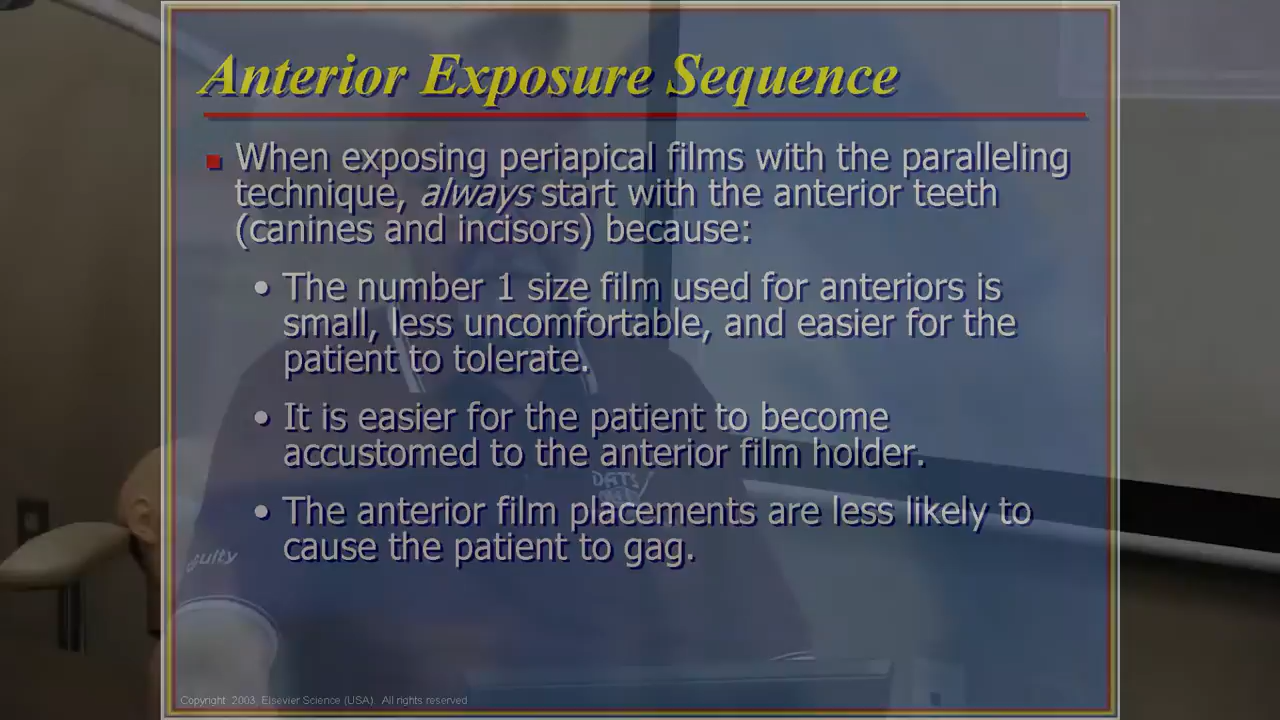 Anterior Exposure Sequence
When exposing periapical films with the paralleling
technique, always start with the anterior teeth
(canines and incisors) because:
• The number 1 size film used for anteriors is
small, less uncomfortable, and easier for the
patient to tolerate.
• It is easier for the patient to become
accustomed to the anterior film holder.
• The anterior film placements are less likely to
cause the patient to gag.
DATS
Copyright 2003, Elsevier Science (USA). All rights reserved